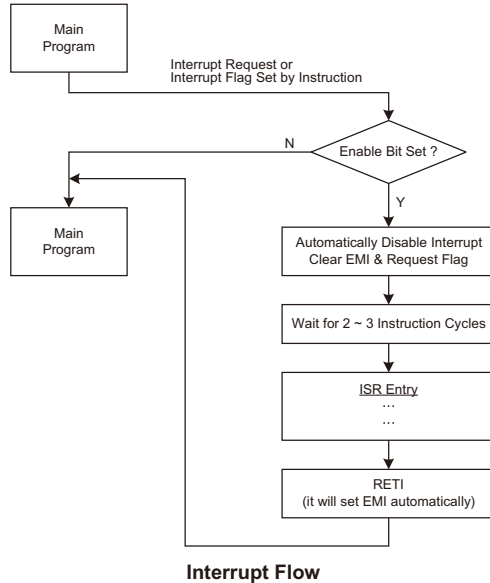 Main
Program
Interrupt Request or
Interrupt Flag Set by Instruction
Enable Bit Set ?
N
Y
Main
Program
Automatically Disable Interrupt
Clear EMI & Request Flag
Wait for 2 ~ 3 Instruction Cycles
ISR Entry
...
...
RETI
(it will set EMI automatically)
Interrupt Flow